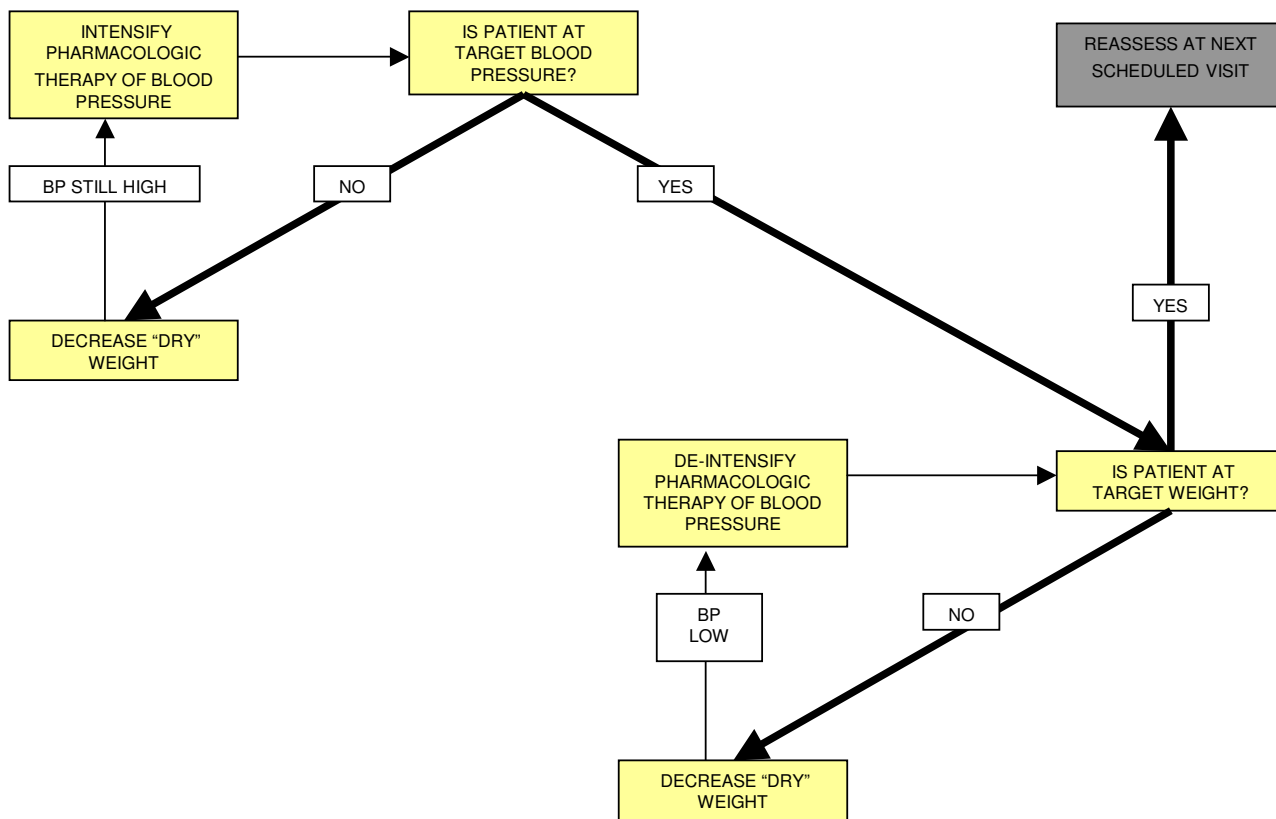 INTENSIFY
PHARMACOLOGIC
THERAPY OF BLOOD
PRESSURE
IS PATIENT AT
TARGET BLOOD
PRESSURE?
REASSESS AT NEXT
SCHEDULED VISIT
BP STILL HIGH
NO
YES
YES
DECREASE “DRY”
WEIGHT
DE-INTENSIFY
PHARMACOLOGIC
THERAPY OF BLOOD
PRESSURE
IS PATIENT AT
TARGET WEIGHT?
BP
LOW
NO
DECREASE “DRY”
WEIGHT